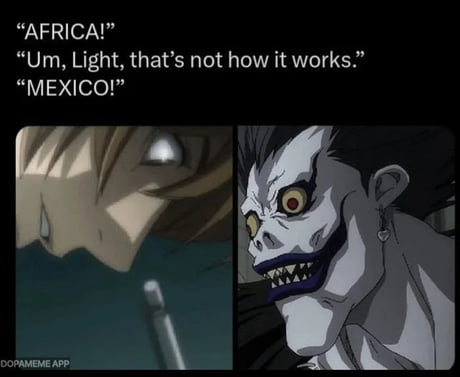 “AFRICA!”
“Um, Light, that’s not how it works.”
“MEXICO!”
DOPAMEME APP